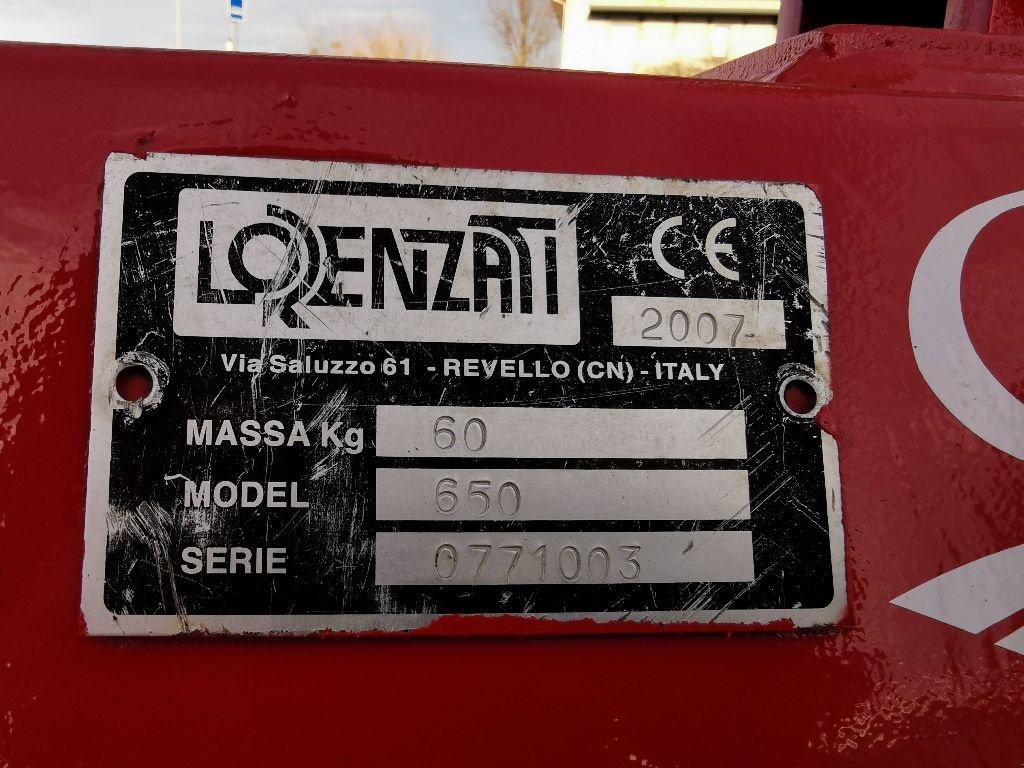 LORENZATI
CE
2007
Via Saluzzo 61 - REVELLO (CN) - ITALY
MASSA Kg 60
MODEL 650
SERIE 0771003